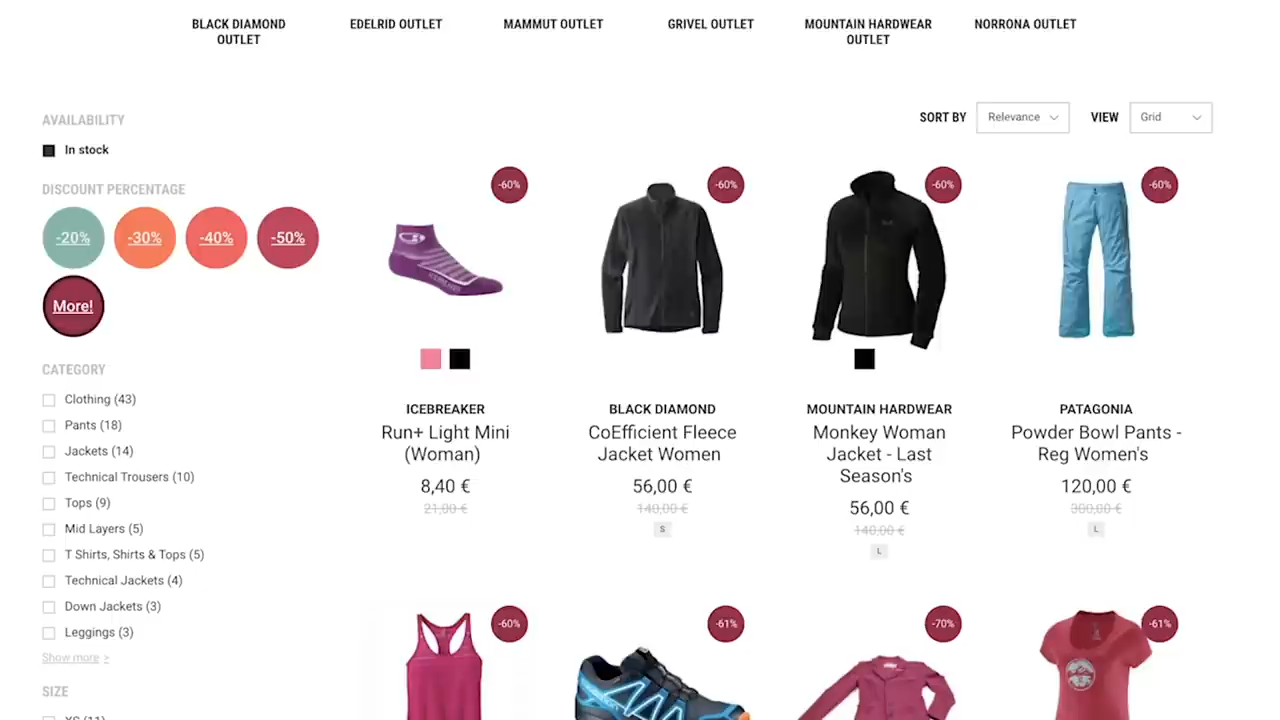 BLACK DIAMOND
OUTLET
EDELRID OUTLET
MAMMUT OUTLET
GRIVEL OUTLET
MOUNTAIN HARDWEAR
OUTLET
NORRONA OUTLET
AVAILABILITY
In stock
DISCOUNT PERCENTAGE
-20%
-30%
-40%
-50%
More!
CATEGORY
Clothing (43)
Pants (18)
Jackets (14)
Technical Trousers (10)
Tops (9)
Mid Layers (5)
T Shirts, Shirts & Tops (5)
Technical Jackets (4)
Down Jackets (3)
Leggings (3)
Show more >
SIZE
XS (11)
SORT BY
Relevance
VIEW
Grid
-60%
ICEBREAKER
Run+ Light Mini
(Woman)
8,40 €
21,00 €
-60%
BLACK DIAMOND
CoEfficient Fleece
Jacket Women
56,00 €
140,00 €
S
-60%
MOUNTAIN HARDWEAR
Monkey Woman
Jacket - Last
Season's
56,00 €
140,00 €
L
-60%
PATAGONIA
Powder Bowl Pants -
Reg Women's
120,00 €
300,00 €
L
-60%
-61%
-70%
-61%